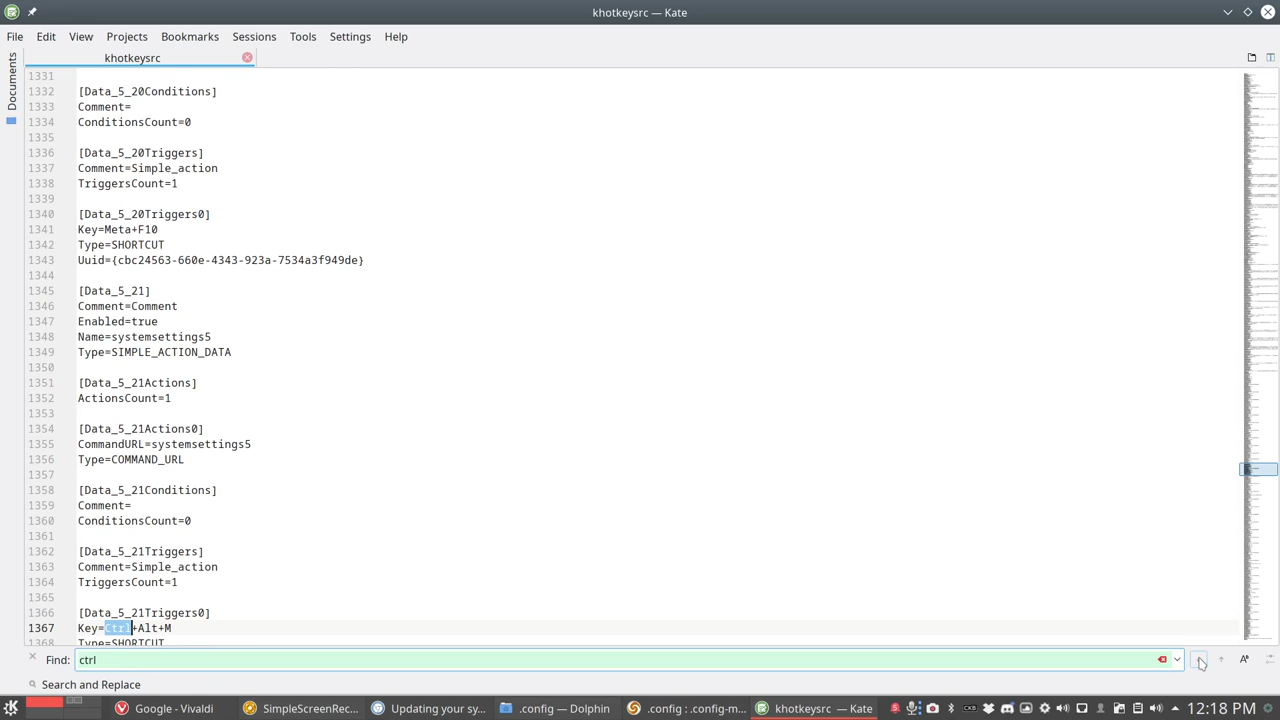 khotkeysrc — Kate
File Edit View Projects Bookmarks Sessions Tools Settings Help
khotkeysrc
Documents
1331
1332 [Data_5_20Conditions]
1333 Comment=
1334 ConditionsCount=0
1335
1336 [Data_5_20Triggers]
1337 Comment=Simple_action
1338 TriggersCount=1
1339
1340 [Data_5_20Triggers0]
1341 Key=Meta+F10
1342 Type=SHORTCUT
1343 Uuid={cbc24563-660e-4343-923a-7534a3f949de}
1344
1345 [Data_5_21]
1346 Comment=Comment
1347 Enabled=true
1348 Name=systemsettings5
1349 Type=SIMPLE_ACTION_DATA
1350
1351 [Data_5_21Actions]
1352 ActionsCount=1
1353
1354 [Data_5_21Actions0]
1355 CommandURL=systemsettings5
1356 Type=COMMAND_URL
1357
1358 [Data_5_21Conditions]
1359 Comment=
1360 ConditionsCount=0
1361
1362 [Data_5_21Triggers]
1363 Comment=Simple_action
1364 TriggersCount=1
1365
1366 [Data_5_21Triggers0]
1367 Key=Ctrl+Alt+M
1368 Type=SHORTCUT
Find: ctrl
Search and Replace
Google - Vivaldi
SimpleScreenRec...
Updating your sy...
.config — Dolphin
.config : .config-m...
khotkeysrc — Kate
12:18 PM